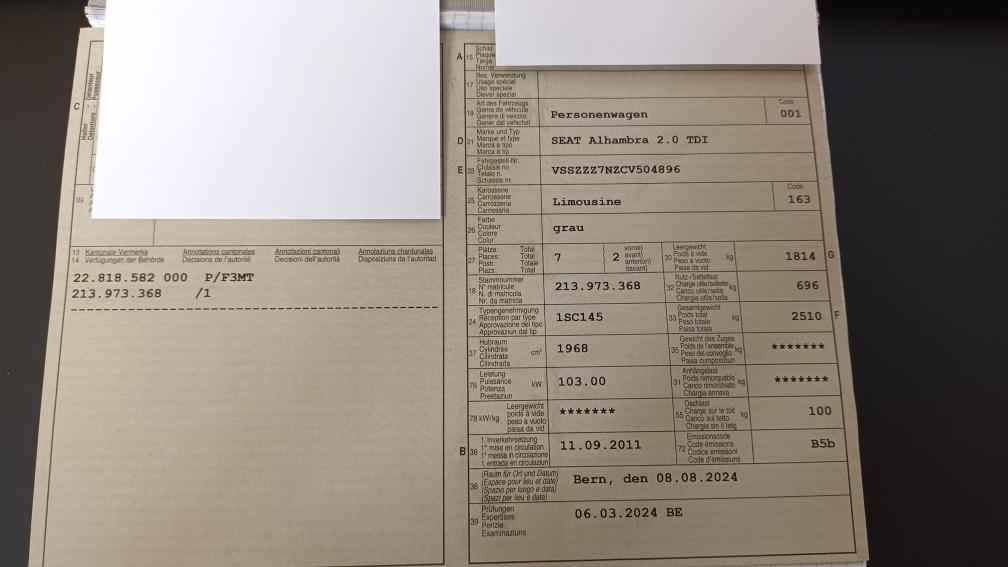 C
Halter - Détenteur
Detentore - Possessur
09
13 Kantonale Vermerke Annotations cantonales Annotazioni cantonali Annotaziuns chantunalas
14 Verfügungen der Behörde Décisions de l'autorité Decisioni dell'autorità Disposiziuns da l'autoritad
22.818.582 000 P/F3MT
213.973.368 /1
A 15 Schild
Plaque
Targa
Numer
17 Bes. Verwendung
Usage spécial
Uso speciale
Diever spezial
19 Art des Fahrzeugs
Genre de véhicule
Genere di veicolo
Gener dal vehichel
Personenwagen
Code
001
D 21 Marke und Typ
Marque et type
Marca e tipo
Marca e tip
SEAT Alhambra 2.0 TDI
E 23 Fahrgestell-Nr.
Châssis no
Telaio n.
Schassis nr.
VSSZZZ7NZCV504896
25 Karosserie
Carrosserie
Carrozzeria
Carossaria
Limousine
Code
163
26 Farbe
Couleur
Colore
Colur
grau
27 Plätze: Total
Places: Total
Posti: Totale
Plazs: Total
7 2
vorne)
avant)
anteriori)
davant)
30 Leergewicht
Poids à vide
Peso a vuoto
Paisa da vid
kg
1814 G
18 Stammnummer
N° matricule
N. di matricola
Nr. da matricla
213.973.368
32 Nutz-/Sattellast
Charge utile/sellette
Carico utile/sella
Chargia utila/sella
kg
696
24 Typengenehmigung
Réception par type
Approvazione del tipo
Approvaziun dal tip
1SC145
33 Gesamtgewicht
Poids total
Peso totale
Paisa totala
kg
2510 F
37 Hubraum
Cylindrée
Cilindrata
Cilindrada
cm³
1968
35 Gewicht des Zuges
Poids de l'ensemble
Peso del convoglio
Paisa cumposiziun
kg
*******
76 Leistung
Puissance
Potenza
Prestaziun
kW
103.00
31 Anhängelast
Poids remorquable
Carico rimorchiato
Chargia annexa
kg
*******
78 kW/kg
Leergewicht
poids à vide
peso a vuoto
paisa da vid
*******
55 Dachlast
Charge sur le toit
Carico sul tetto
Chargia sin il tetg
kg
100
B 36 1. Inverkehrsetzung
1re mise en circulation
1a messa in circolazione
1. entrada en circulaziun
11.09.2011
72 Emissionscode
Code émissions
Codice emissioni
Code d'emissiuns
B5b
38 (Raum für Ort und Datum)
(Espace pour lieu et date)
(Spazio per luogo e data)
(Spazi per lieu e data)
Bern, den 08.08.2024
39 Prüfungen
Expertises
Perizie
Examinaziuns
06.03.2024 BE